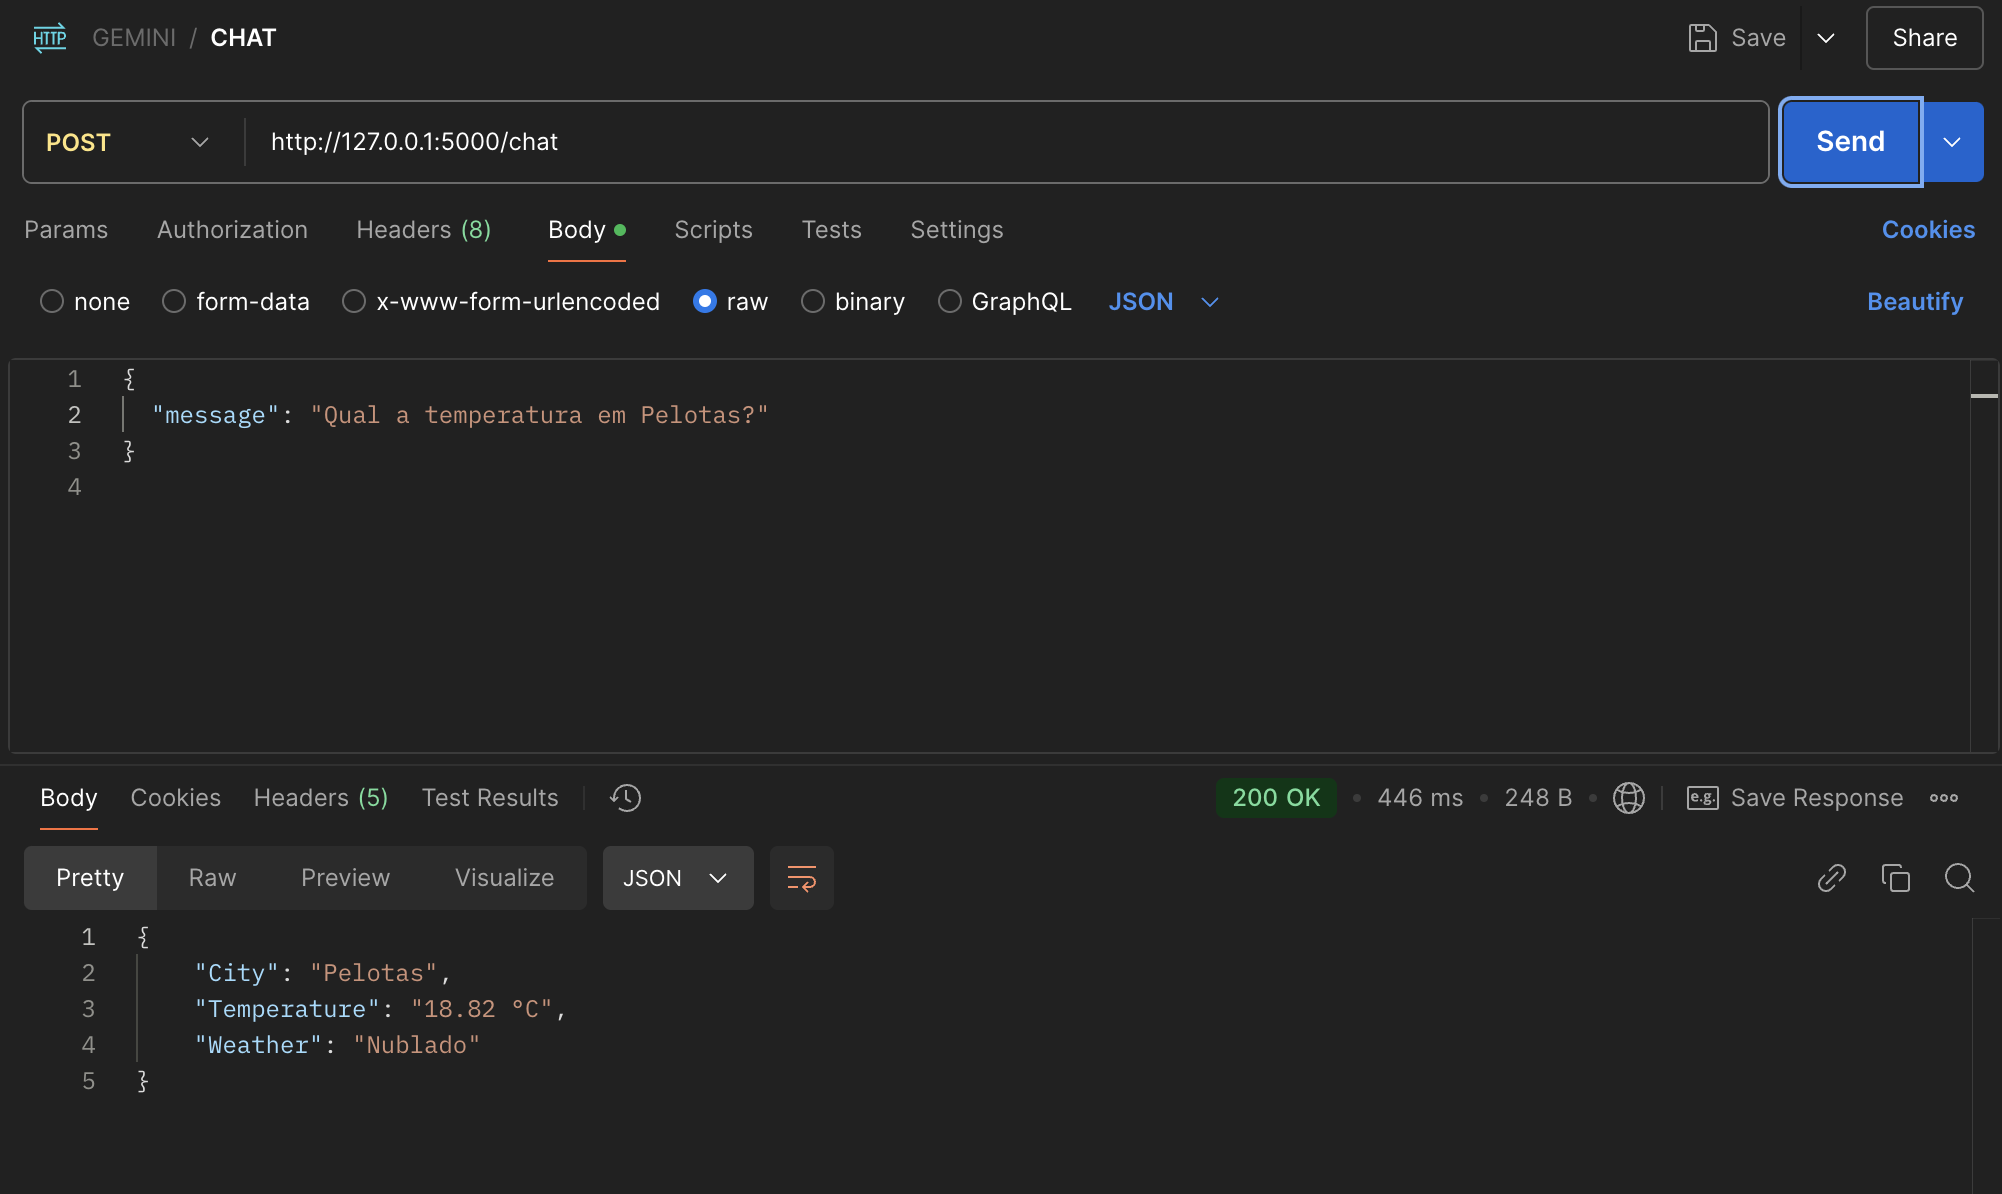 HTTP GEMINI / CHAT Save Share
POST http://127.0.0.1:5000/chat Send
Params Authorization Headers (8) Body Scripts Tests Settings Cookies
none form-data x-www-form-urlencoded raw binary GraphQL JSON Beautify
1 {
2 "message": "Qual a temperatura em Pelotas?"
3 }
4
Body Cookies Headers (5) Test Results 200 OK • 446 ms • 248 B • e.g. Save Response
Pretty Raw Preview Visualize JSON
1 {
2 "City": "Pelotas",
3 "Temperature": "18.82 °C",
4 "Weather": "Nublado"
5 }